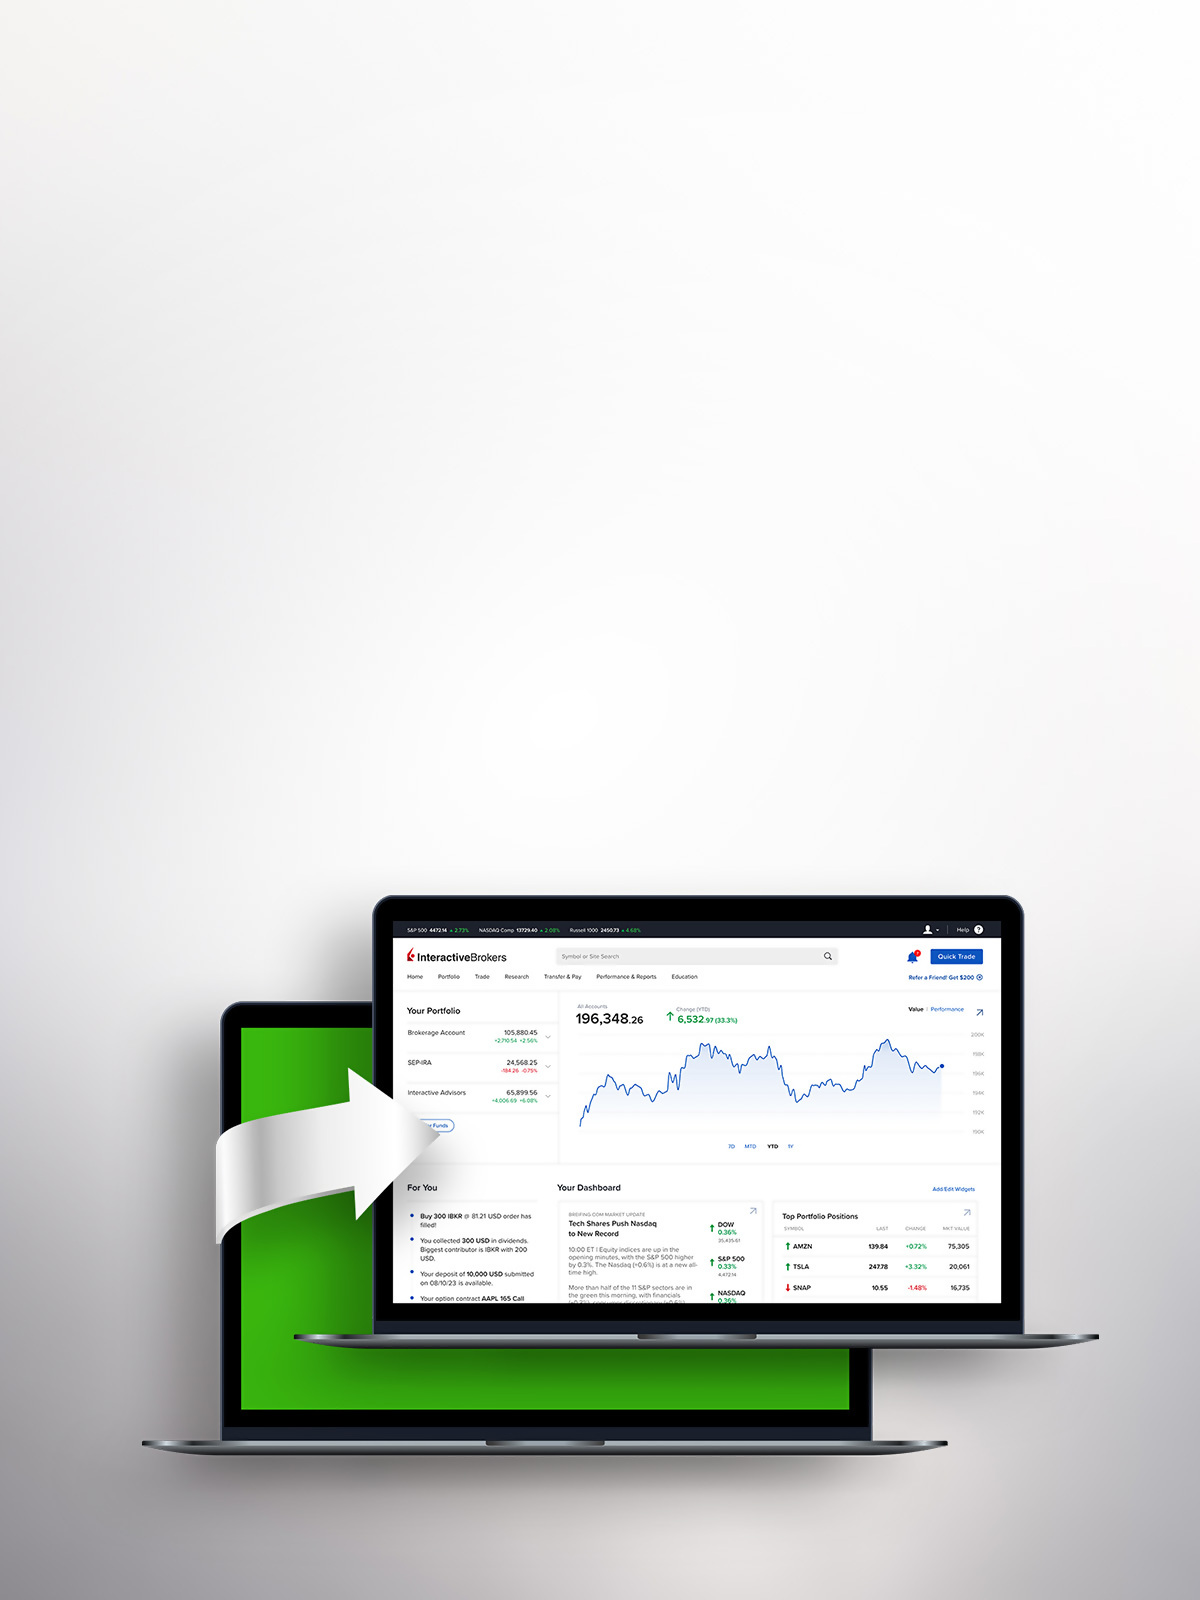 S&P 500 4472.14 ▲ 2.73% NASDAQ Comp 13729.40 ▲ 2.08% Russell 1000 2450.73 ▲ 4.68% Help ?
InteractiveBrokers Symbol or Site Search Quick Trade
Home Portfolio Trade Research Transfer & Pay Performance & Reports Education Refer a Friend! Get $200
Your Portfolio
Brokerage Account 105,880.45
+2,710.54 +2.56%
SEP-IRA 24,568.25
-184.26 -0.75%
Interactive Advisors 65,899.56
+4,006.69 +6.08%
Funds
All Accounts
196,348.26
Change (YTD)
6,532.97 (33.3%)
Value | Performance
200K
198K
196K
194K
192K
190K
7D MTD YTD 1Y
For You
Buy 300 IBKR @ 81.21 USD order has
filled!
You collected 300 USD in dividends.
Biggest contributor is IBKR with 200
USD.
Your deposit of 10,000 USD submitted
on 08/10/23 is available.
Your option contract AAPL 165 Call
Your Dashboard
Add/Edit Widgets
BREIFING.COM MARKET UPDATE
Tech Shares Push Nasdaq
to New Record
10:00 ET | Equity indices are up in the
opening minutes, with the S&P 500 higher
by 0.3%. The Nasdaq (+0.6%) is at a new all-
time high.
More than half of the 11 S&P sectors are in
the green this morning, with financials
DOW
0.36%
35,435.61
S&P 500
0.33%
4,472.14
NASDAQ
0.36%
Top Portfolio Positions
SYMBOL LAST CHANGE MKT VALUE
AMZN 139.84 +0.72% 75,305
TSLA 247.78 +3.32% 20,061
SNAP 10.55 -1.48% 16,735